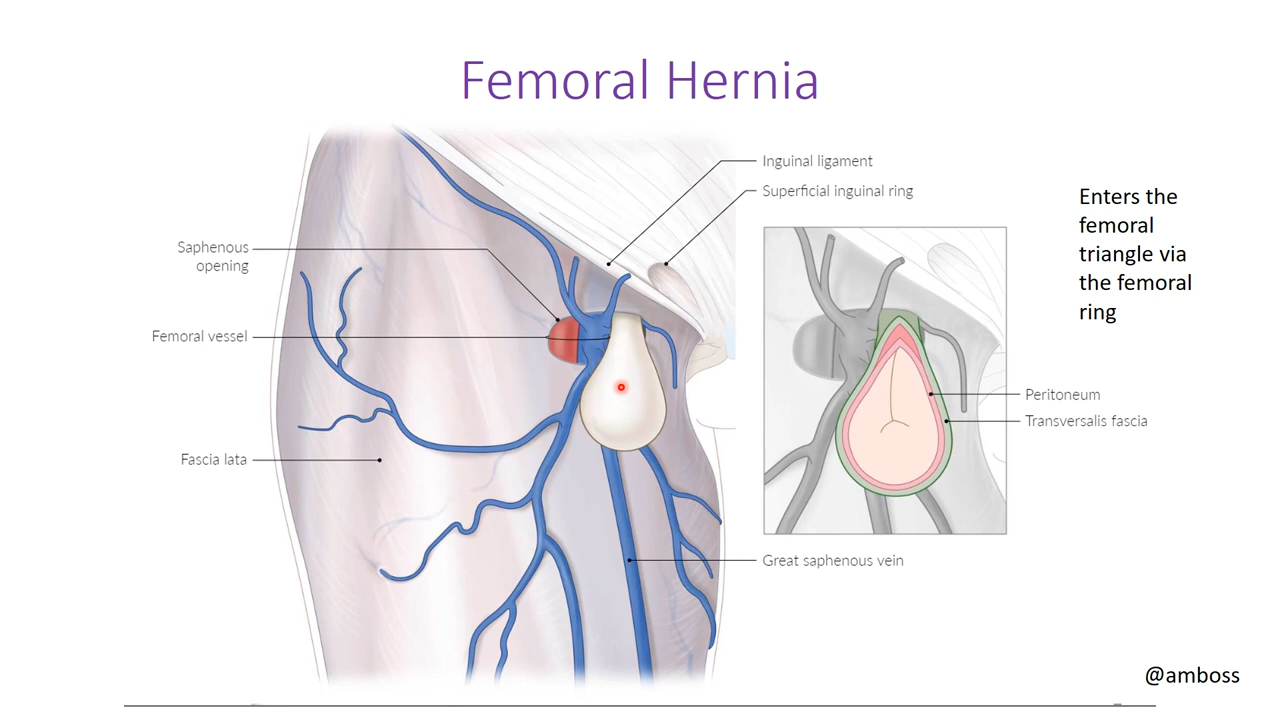 Femoral Hernia
Inguinal ligament
Superficial inguinal ring
Saphenous
opening
Femoral vessel
Fascia lata
Peritoneum
Transversalis fascia
Great saphenous vein
Enters the
femoral
triangle via
the femoral
ring
@amboss